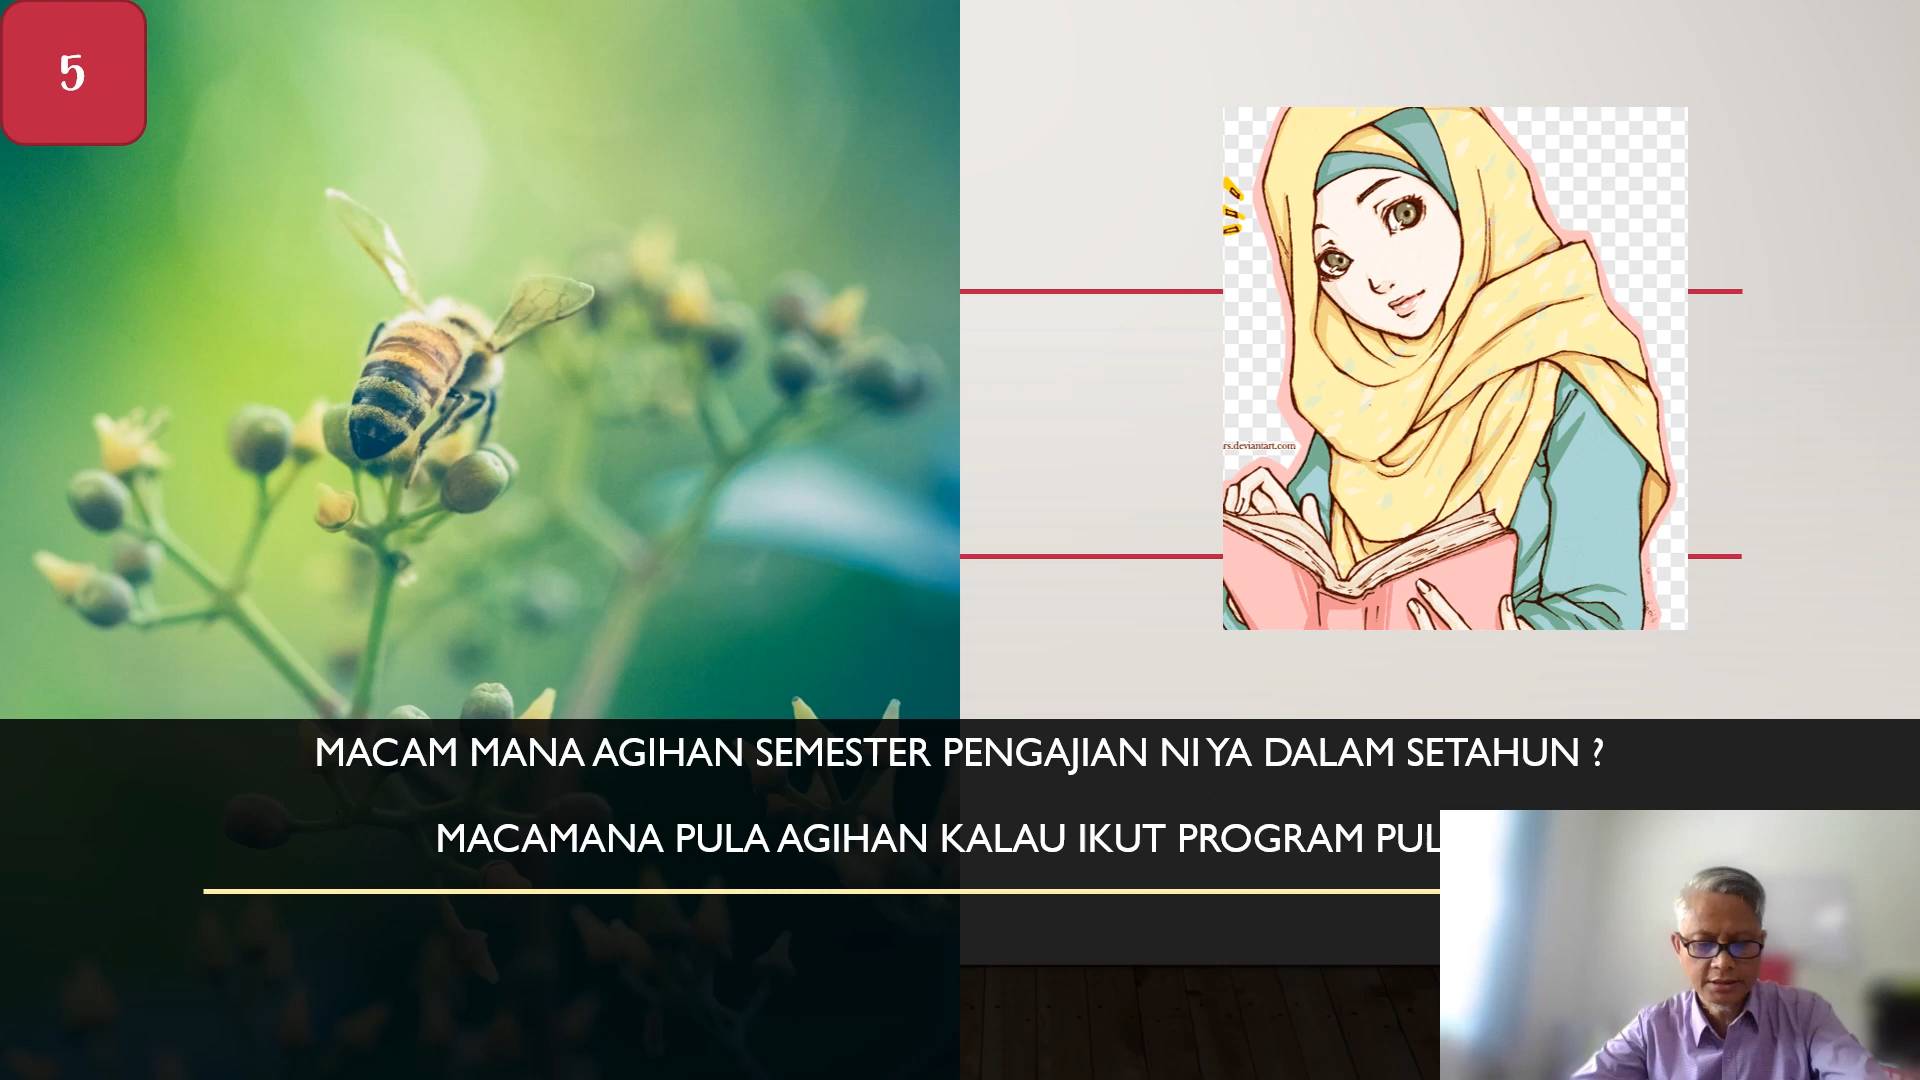 5
rs.deviantart.com
MACAM MANA AGIHAN SEMESTER PENGAJIAN NI YA DALAM SETAHUN ?
MACAMANA PULA AGIHAN KALAU IKUT PROGRAM PUL